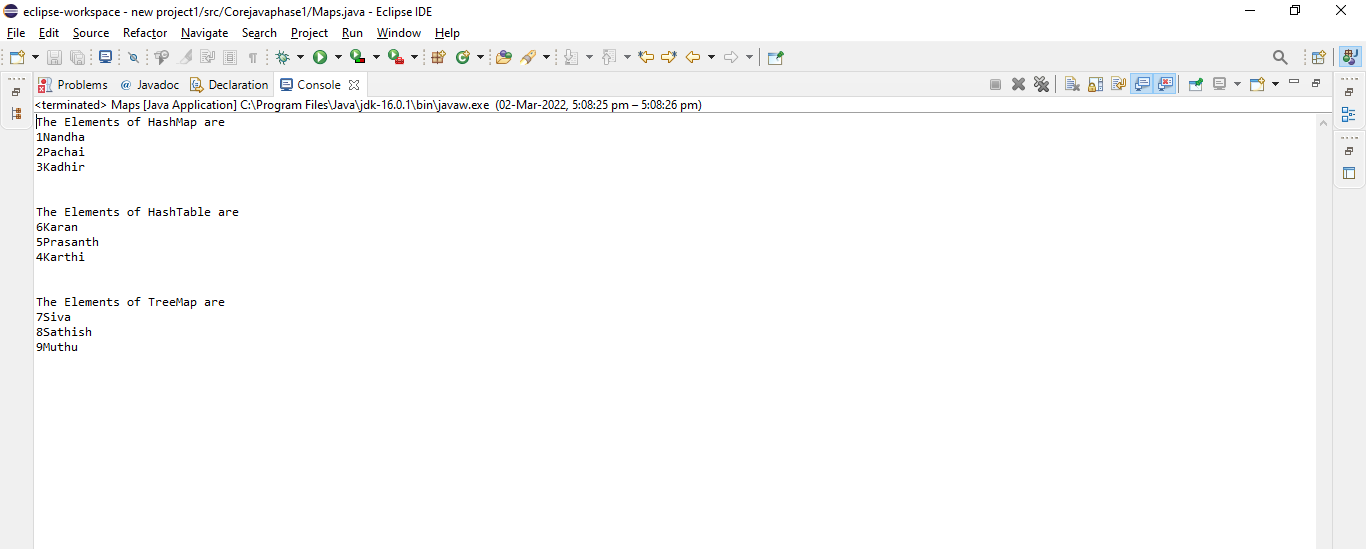 eclipse-workspace - new project1/src/Corejavaphase1/Maps.java - Eclipse IDE
File Edit Source Refactor Navigate Search Project Run Window Help
Problems @ Javadoc Declaration Console
<terminated> Maps [Java Application] C:\Program Files\Java\jdk-16.0.1\bin\javaw.exe (02-Mar-2022, 5:08:25 pm – 5:08:26 pm)
The Elements of HashMap are
1Nandha
2Pachai
3Kadhir
The Elements of HashTable are
6Karan
5Prasanth
4Karthi
The Elements of TreeMap are
7Siva
8Sathish
9Muthu